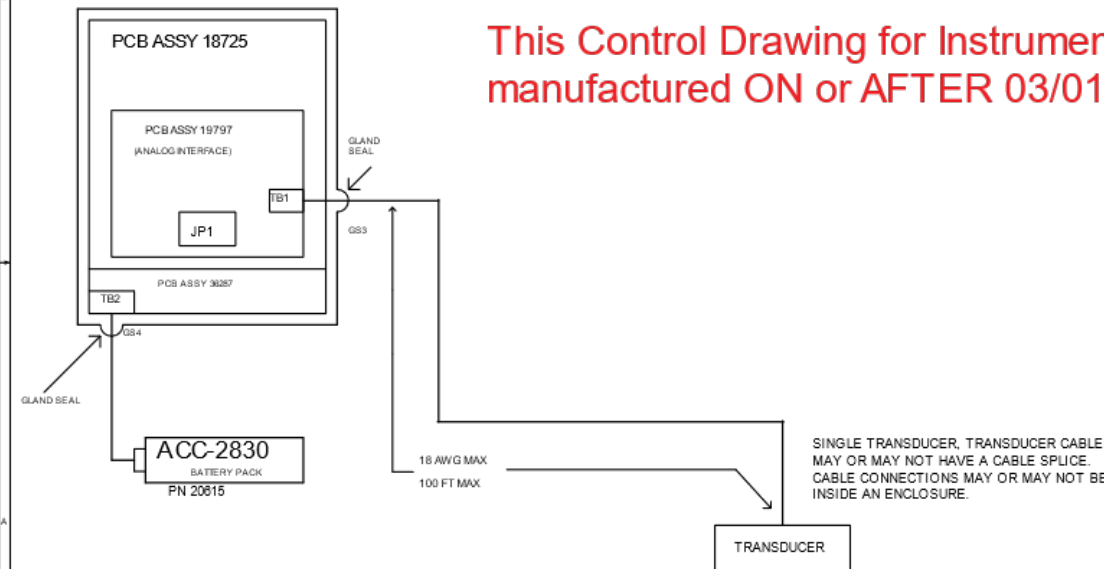 This Control Drawing for Instrumen
manufactured ON or AFTER 03/01
PCB ASSY 18725
PCB ASSY 19797
(ANALOG INTERFACE)
GLAND
SEAL
TB1
JP1
GS3
PCB ASSY 36287
TB2
GS4
GLAND SEAL
ACC-2830
BATTERY PACK
PN 20615
18 AWG MAX
100 FT MAX
SINGLE TRANSDUCER, TRANSDUCER CABLE
MAY OR MAY NOT HAVE A CABLE SPLICE.
CABLE CONNECTIONS MAY OR MAY NOT BE
INSIDE AN ENCLOSURE.
A
TRANSDUCER